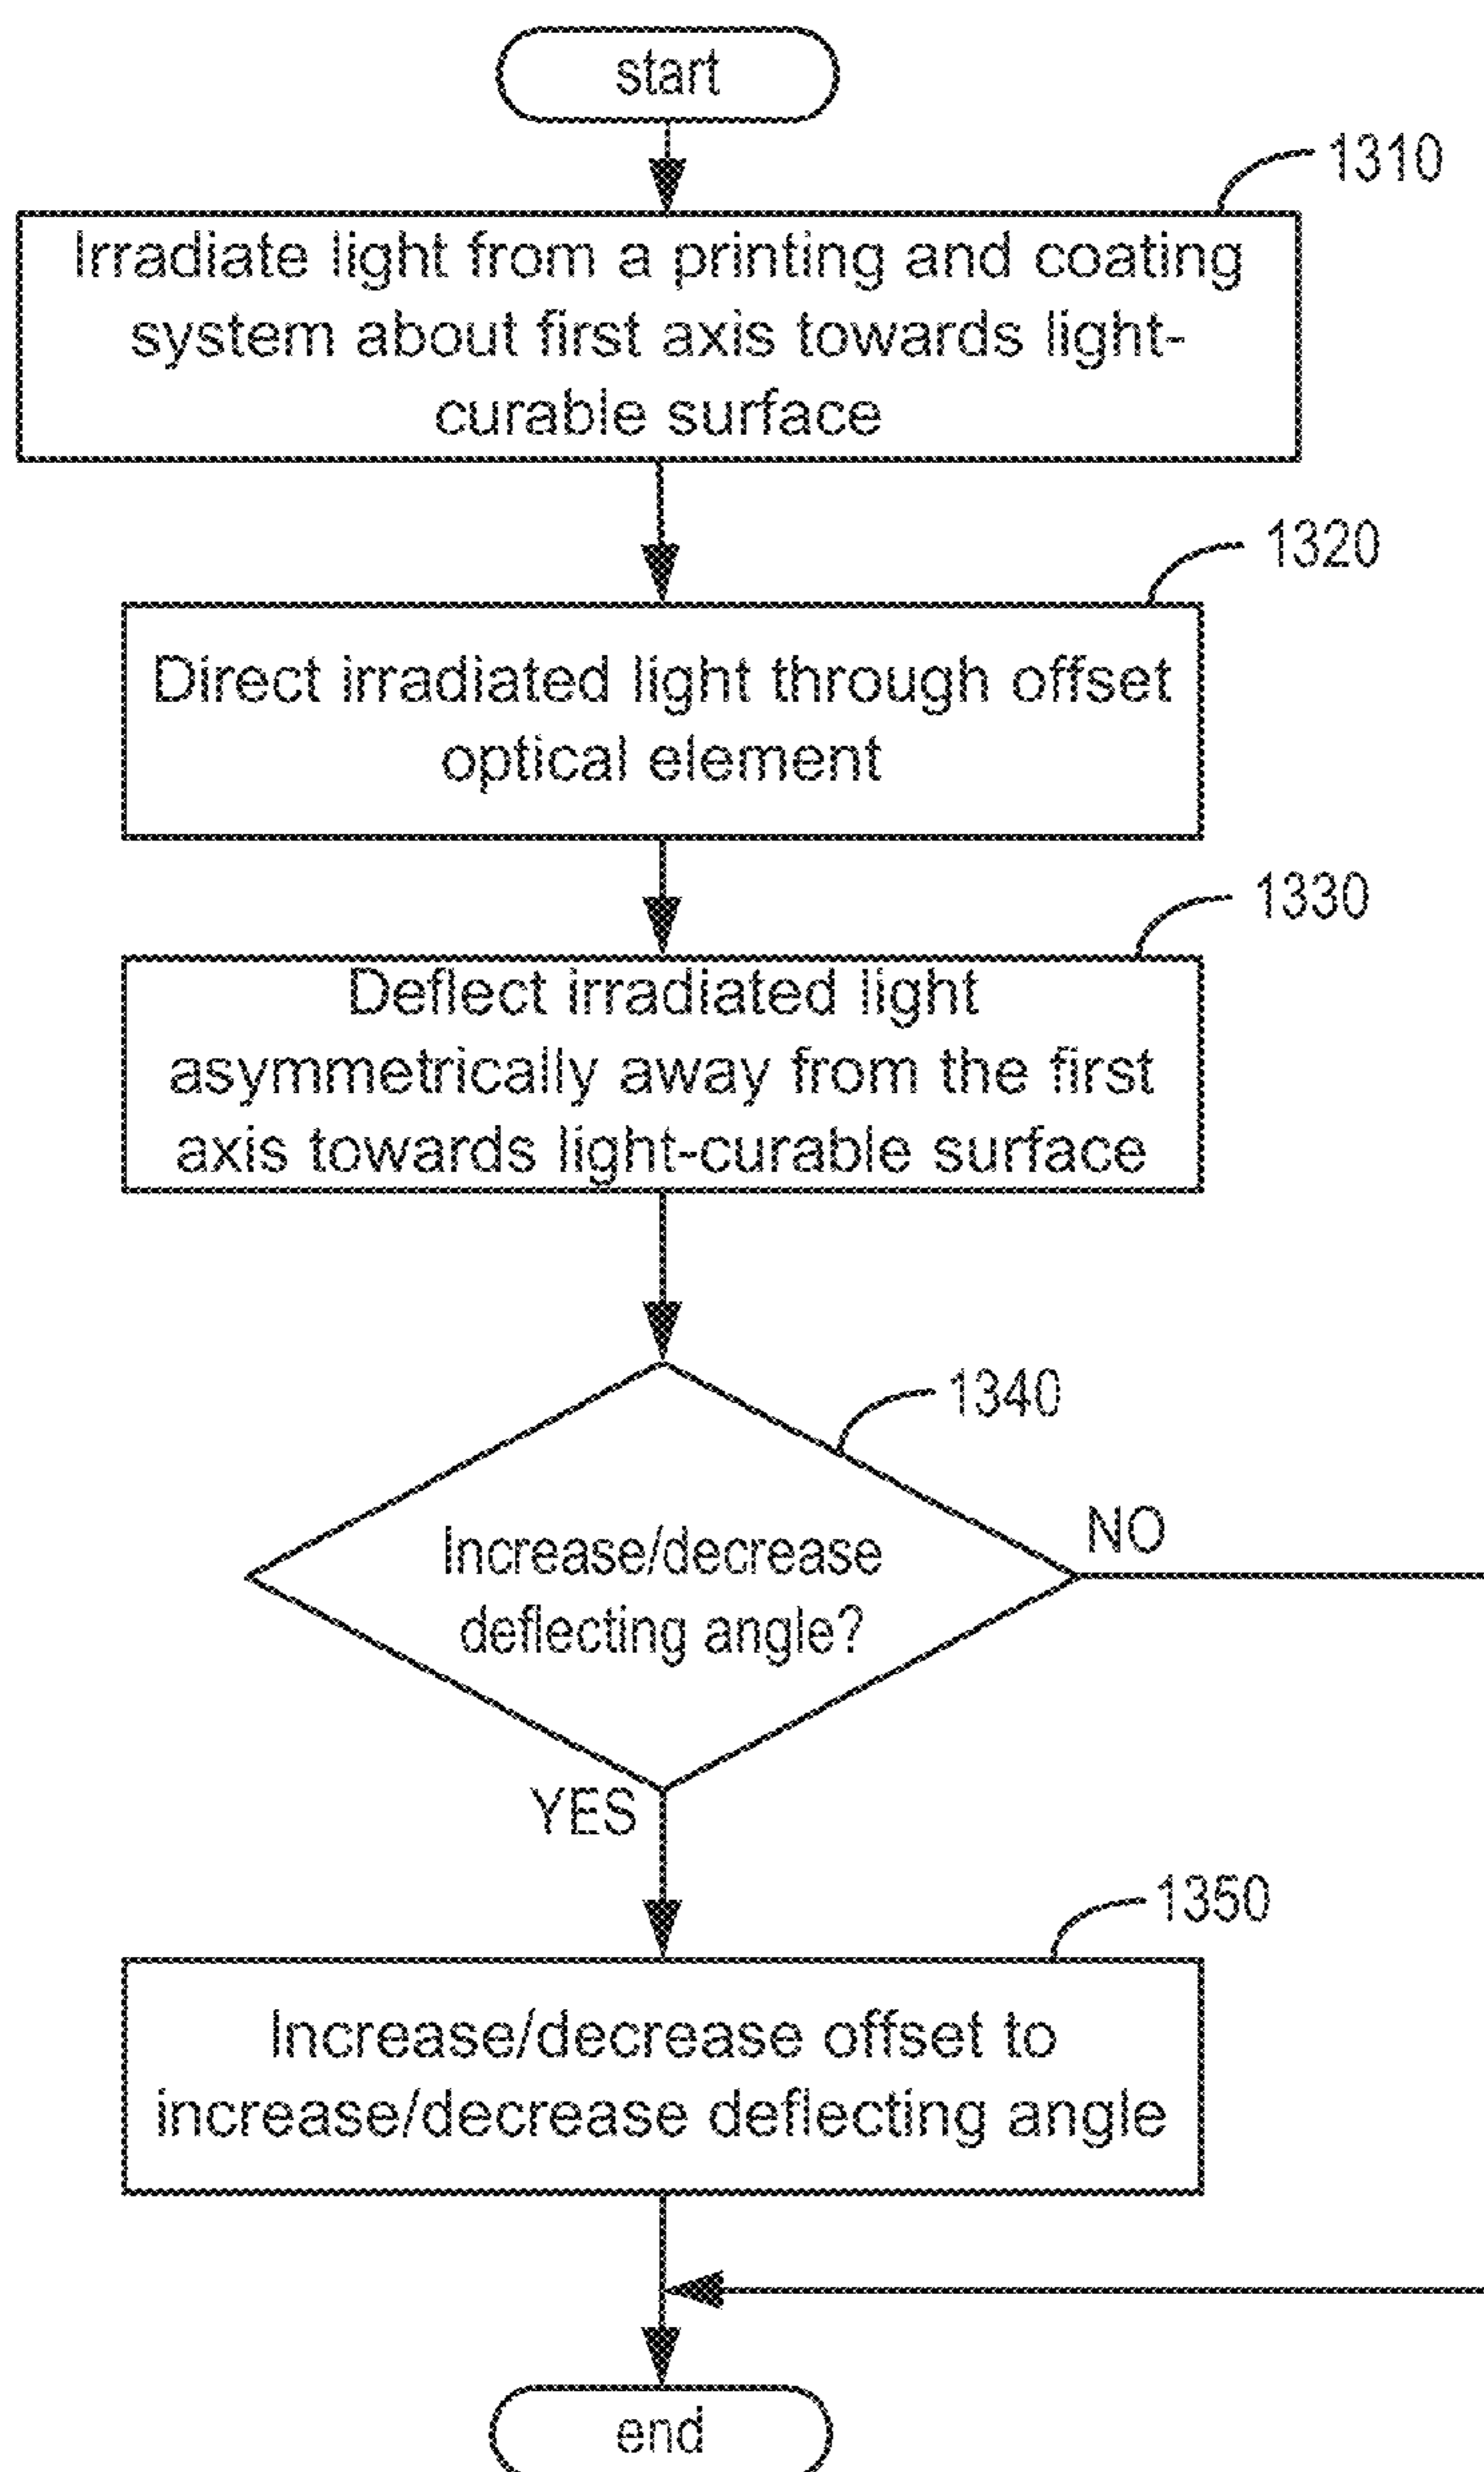 start
1310
Irradiate light from a printing and coating
system about first axis towards light-
curable surface
1320
Direct irradiated light through offset
optical element
1330
Deflect irradiated light
asymmetrically away from the first
axis towards light-curable surface
1340
Increase/decrease
deflecting angle?
NO
YES
1350
Increase/decrease offset to
increase/decrease deflecting angle
end